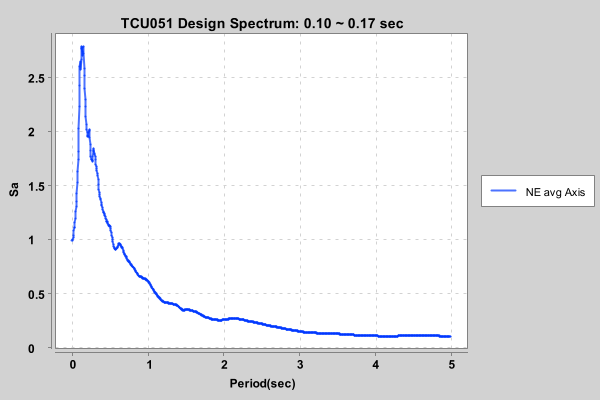 TCU051 Design Spectrum: 0.10 ~ 0.17 sec
2.5
2
1.5
1
0.5
0
Sa
0 1 2 3 4 5
Period(sec)
NE avg Axis